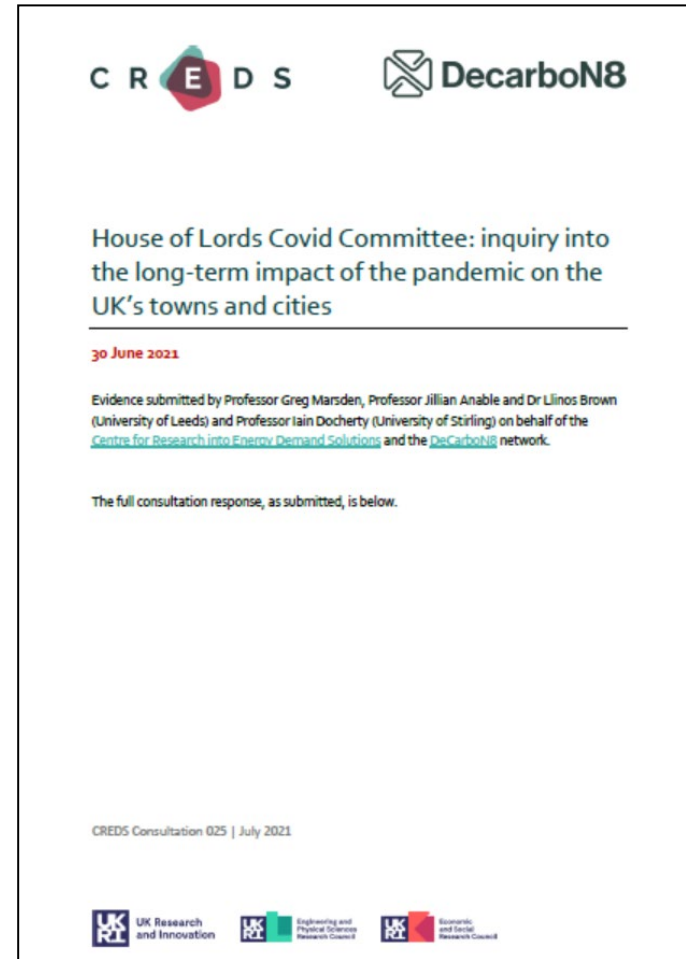 CREDS
DecarboN8
House of Lords Covid Committee: inquiry into
the long-term impact of the pandemic on the
UK's towns and cities
30 June 2021
Evidence submitted by Professor Greg Marsden, Professor Jillian Anable and Dr Llinos Brown
(University of Leeds) and Professor Iain Docherty (University of Stirling) on behalf of the
Centre for Research into Energy Demand Solutions and the DeCarboN8 network.
The full consultation response, as submitted, is below.
CREDS Consultation 025 | July 2021
UKRI
UK Research
and Innovation
UKRI
Engineering and
Physical Sciences
Research Council
UKRI
Economic
and Social
Research Council